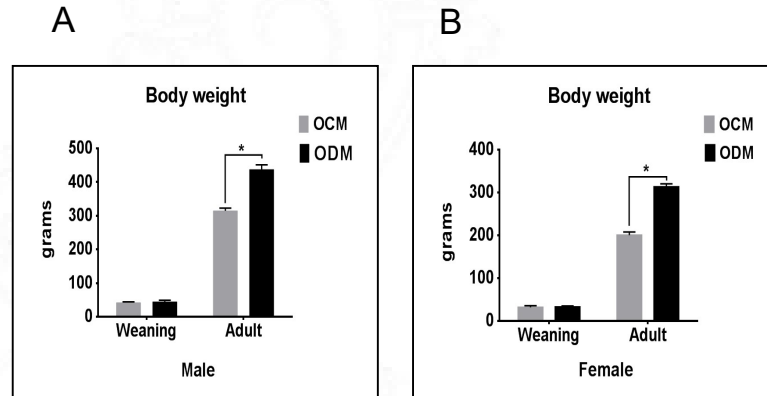 A
Body weight
OCM
ODM
*
500
400
300
200
100
0
grams
Weaning Adult
Male
B
Body weight
OCM
ODM
*
400
300
200
100
0
grams
Weaning Adult
Female